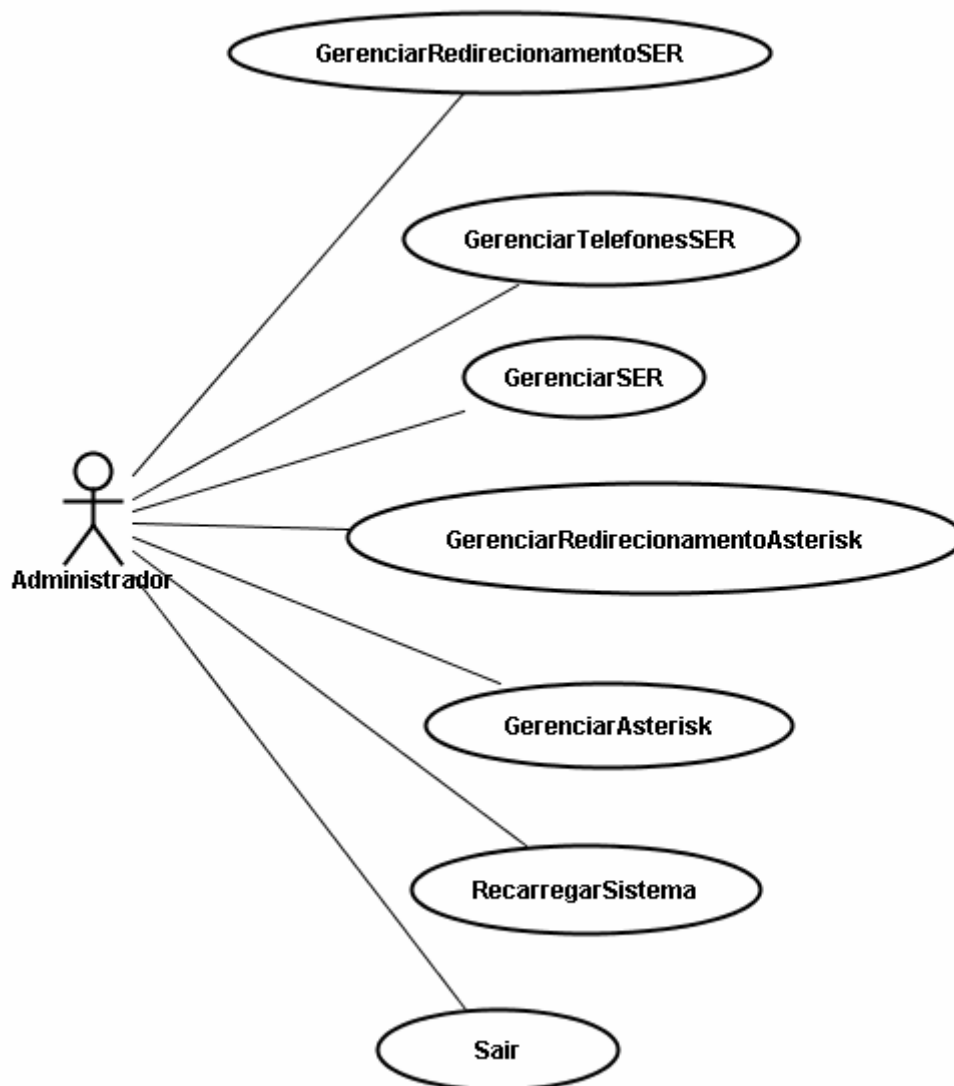 GerenciarRedirecionamentoSER
GerenciarTelefonesSER
GerenciarSER
GerenciarRedirecionamentoAsterisk
Administrador
GerenciarAsterisk
RecarregarSistema
Sair